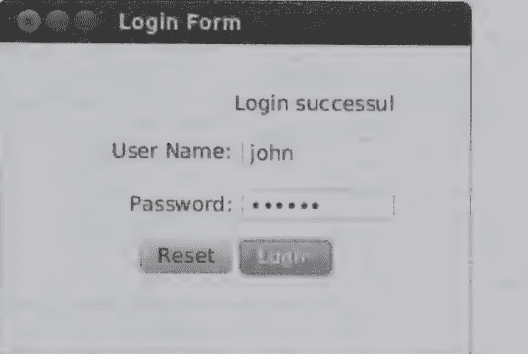 Login Form
Login successul
User Name: john
Password: ••••••
Reset Login